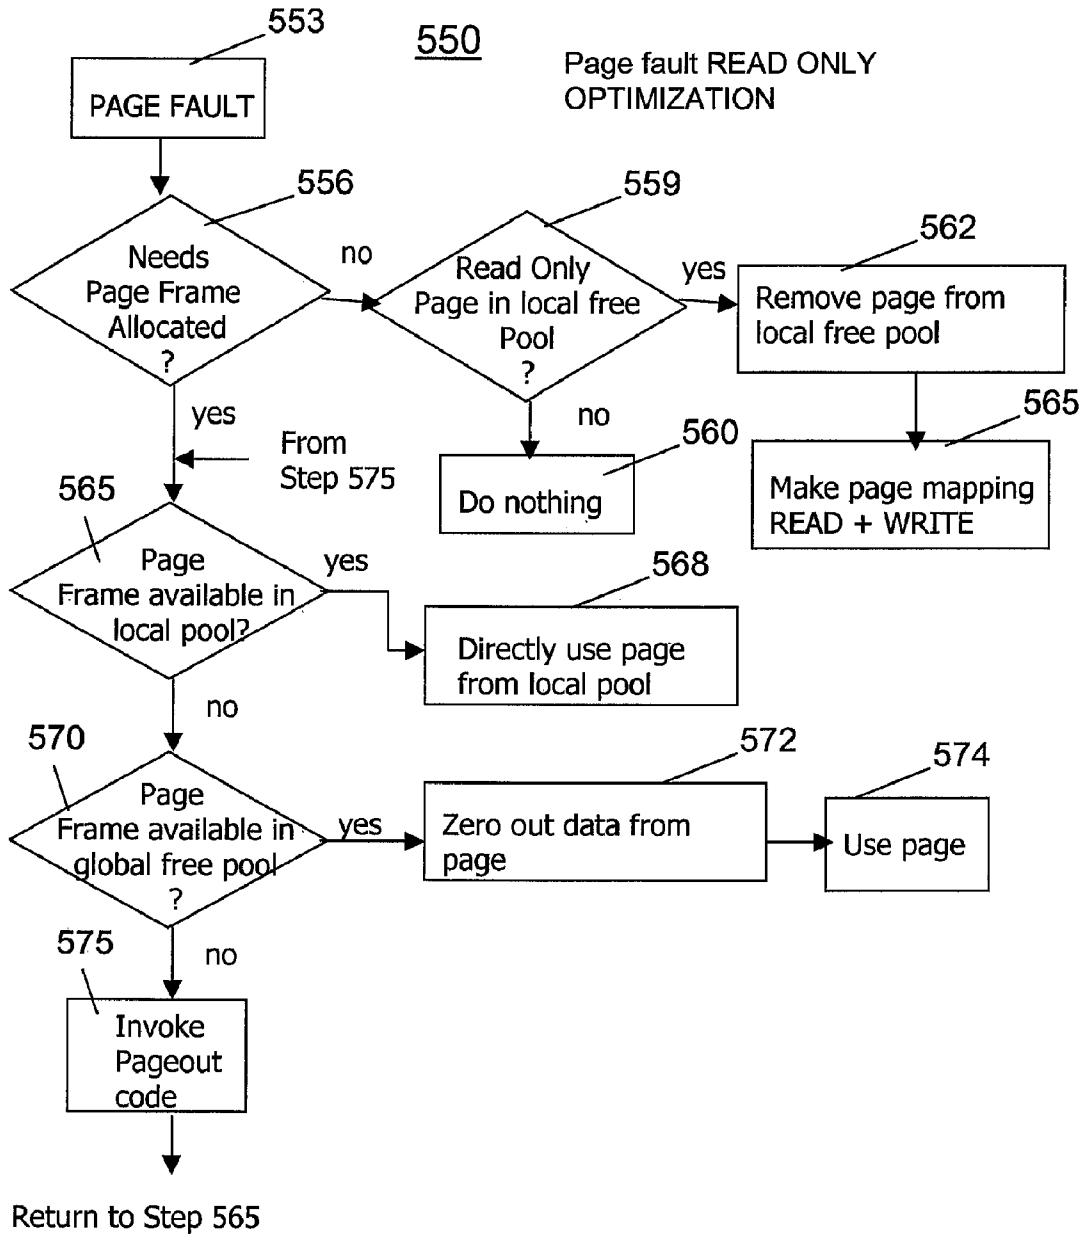 553
550
Page fault READ ONLY
OPTIMIZATION
PAGE FAULT
556
Needs
Page Frame
Allocated
?
no
559
Read Only
Page in local free
Pool
?
yes
562
Remove page from
local free pool
yes
no
560
Do nothing
565
Make page mapping
READ + WRITE
From
Step 575
565
Page
Frame available in
local pool?
yes
568
Directly use page
from local pool
no
570
Page
Frame available in
global free pool
?
yes
572
Zero out data from
page
574
Use page
no
575
Invoke
Pageout
code
Return to Step 565